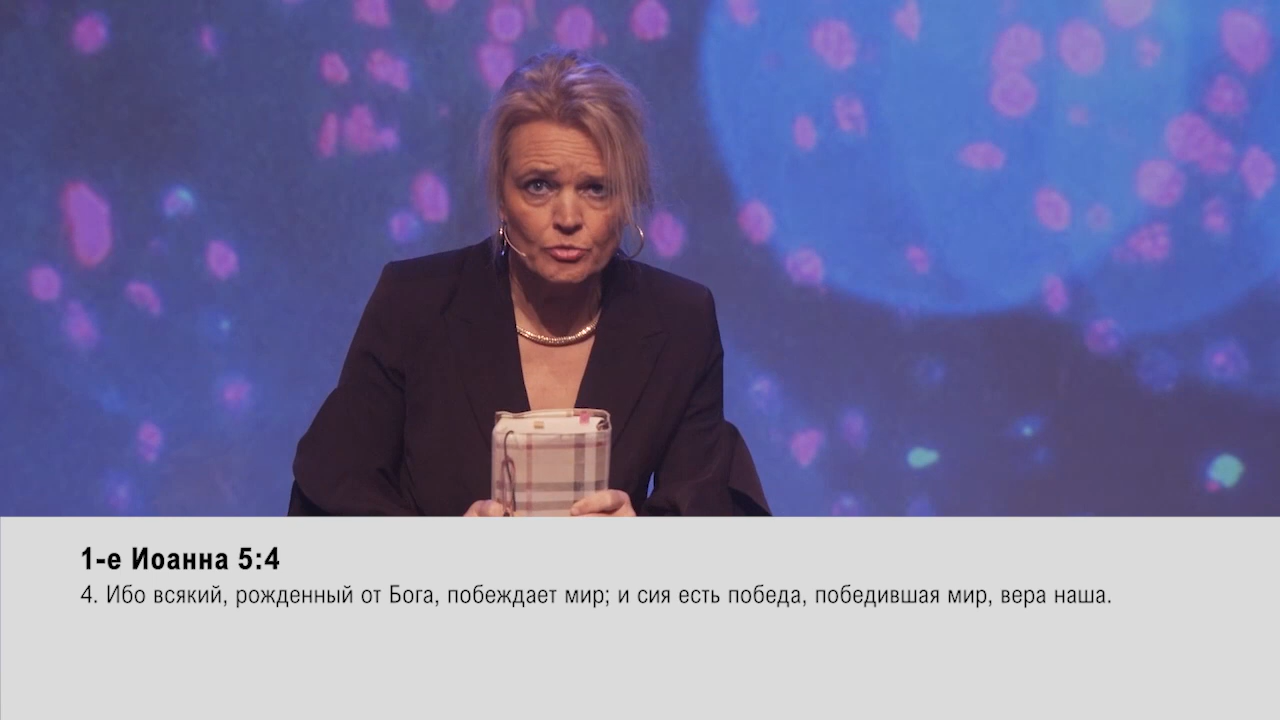 1-е Иоанна 5:4
4. Ибо всякий, рожденный от Бога, побеждает мир; и сия есть победа, победившая мир, вера наша.